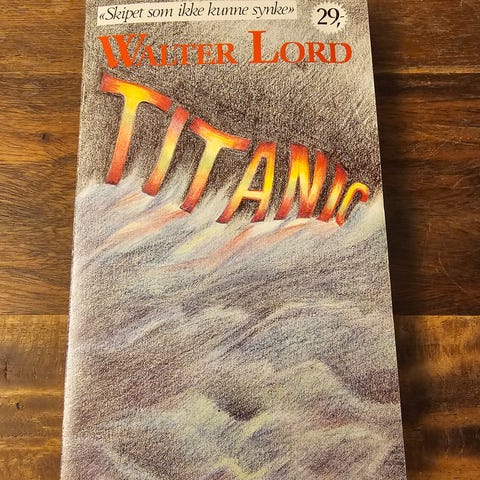 «Skipet som ikke kunne synke»
29,-
WALTER LORD
TITANIC